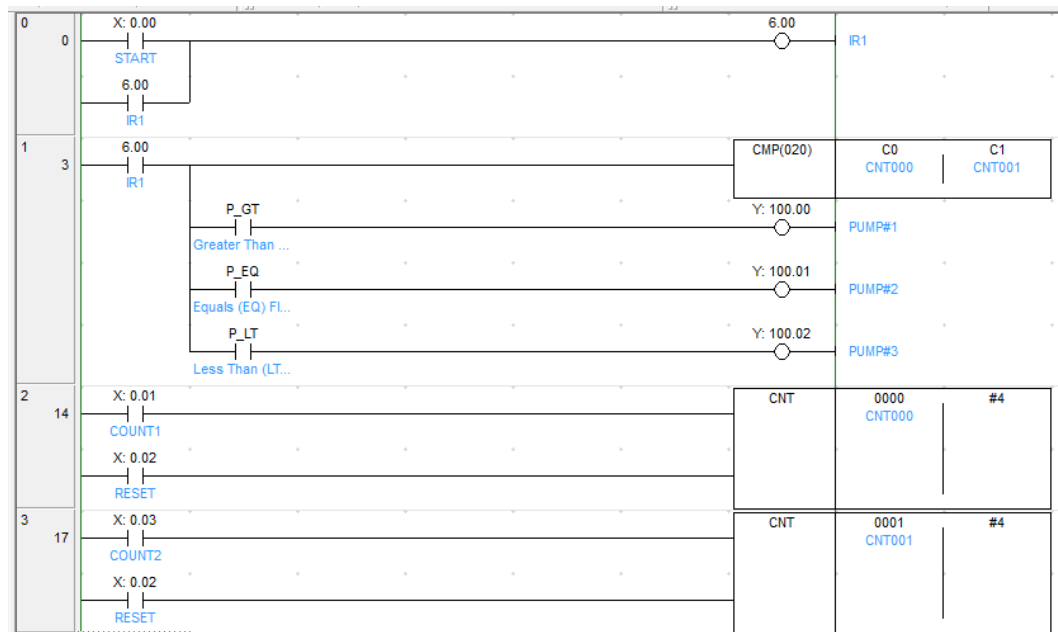 0
0
X: 0.00
START
6.00
IR1
6.00
IR1
1
3
6.00
IR1
CMP(020)
C0
CNT000
C1
CNT001
P_GT
Greater Than ...
Y: 100.00
PUMP#1
P_EQ
Equals (EQ) Fl...
Y: 100.01
PUMP#2
P_LT
Less Than (LT...
Y: 100.02
PUMP#3
2
14
X: 0.01
COUNT1
X: 0.02
RESET
CNT
0000
CNT000
#4
3
17
X: 0.03
COUNT2
X: 0.02
RESET
CNT
0001
CNT001
#4